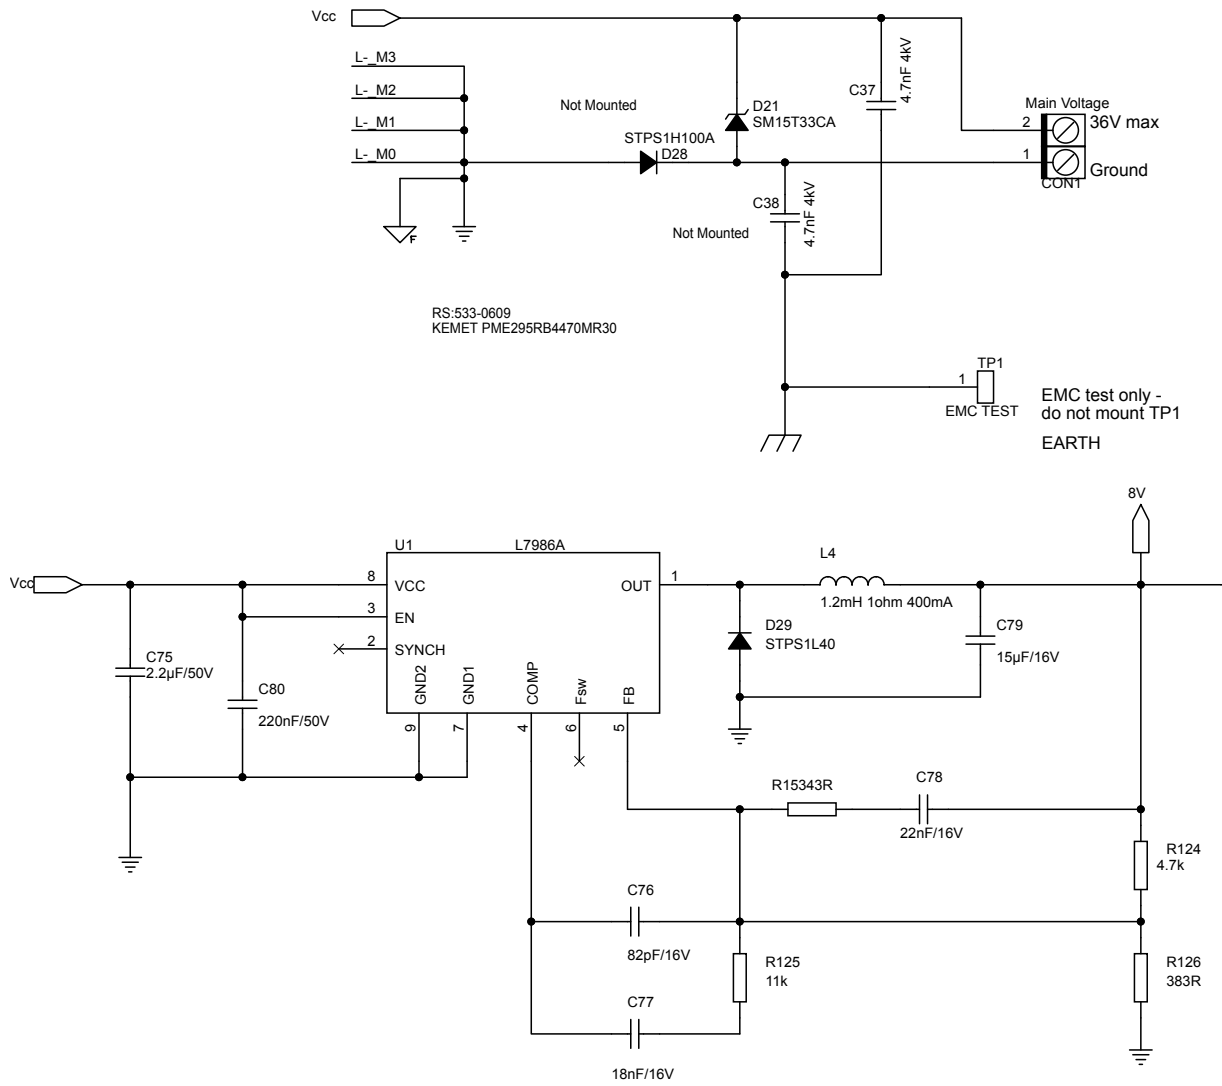 Vcc
L-_M3
L-_M2
L-_M1
L-_M0
F
Not Mounted
STPS1H100A
D28
D21
SM15T33CA
C37
4.7nF 4kV
Main Voltage
2
36V max
1
Ground
CON1
C38
4.7nF 4kV
Not Mounted
RS:533-0609
KEMET PME295RB4470MR30
TP1
1
EMC TEST
EMC test only -
do not mount TP1
EARTH
8V
Vcc
C75
2.2µF/50V
C80
220nF/50V
U1
L7986A
8
VCC
3
EN
2
SYNCH
GND2
GND1
COMP
Fsw
FB
9
7
4
6
5
OUT
1
L4
1.2mH 1ohm 400mA
D29
STPS1L40
C79
15µF/16V
R15343R
C78
22nF/16V
R124
4.7k
C76
82pF/16V
R125
11k
R126
383R
C77
18nF/16V